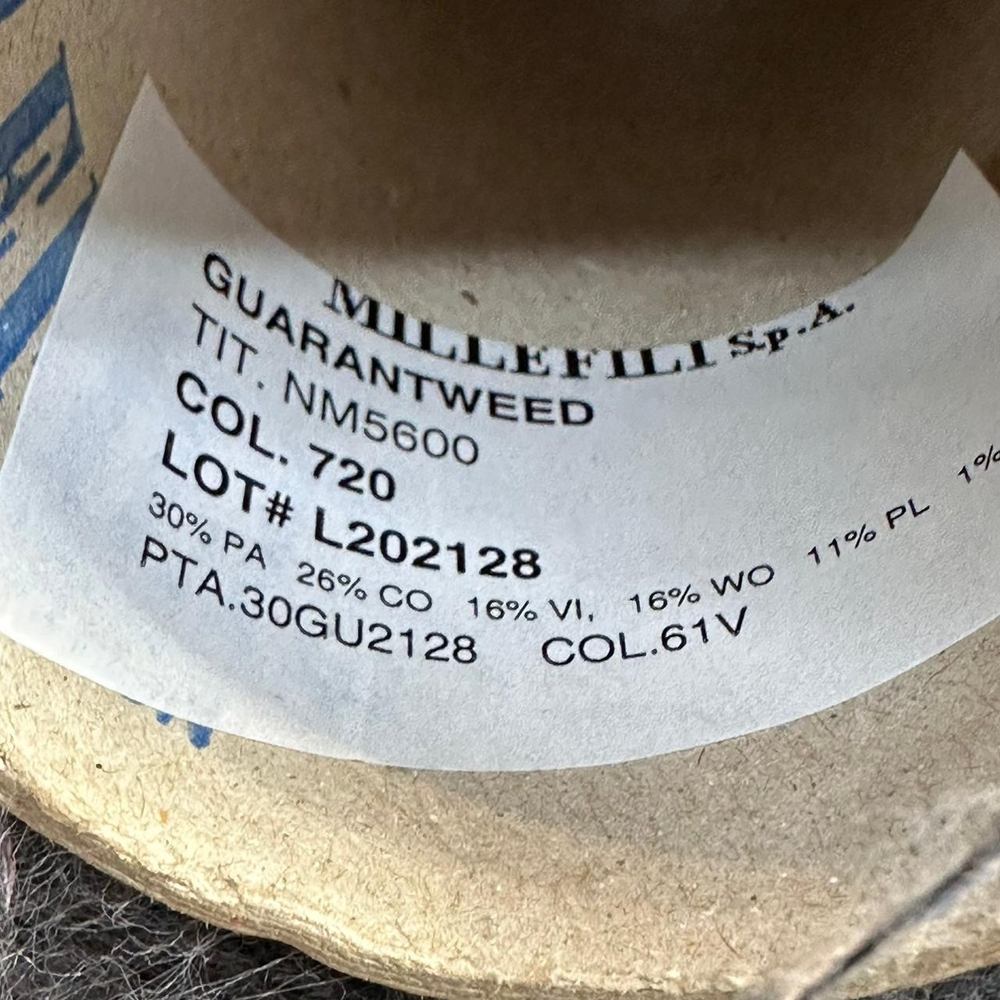 MILLEFILI S.p.A.
GUARANTWEED
TIT. NM5600
COL. 720
LOT# L202128
30% PA 26% CO 16% VI, 16% WO 11% PL 1%
PTA.30GU2128 COL.61V